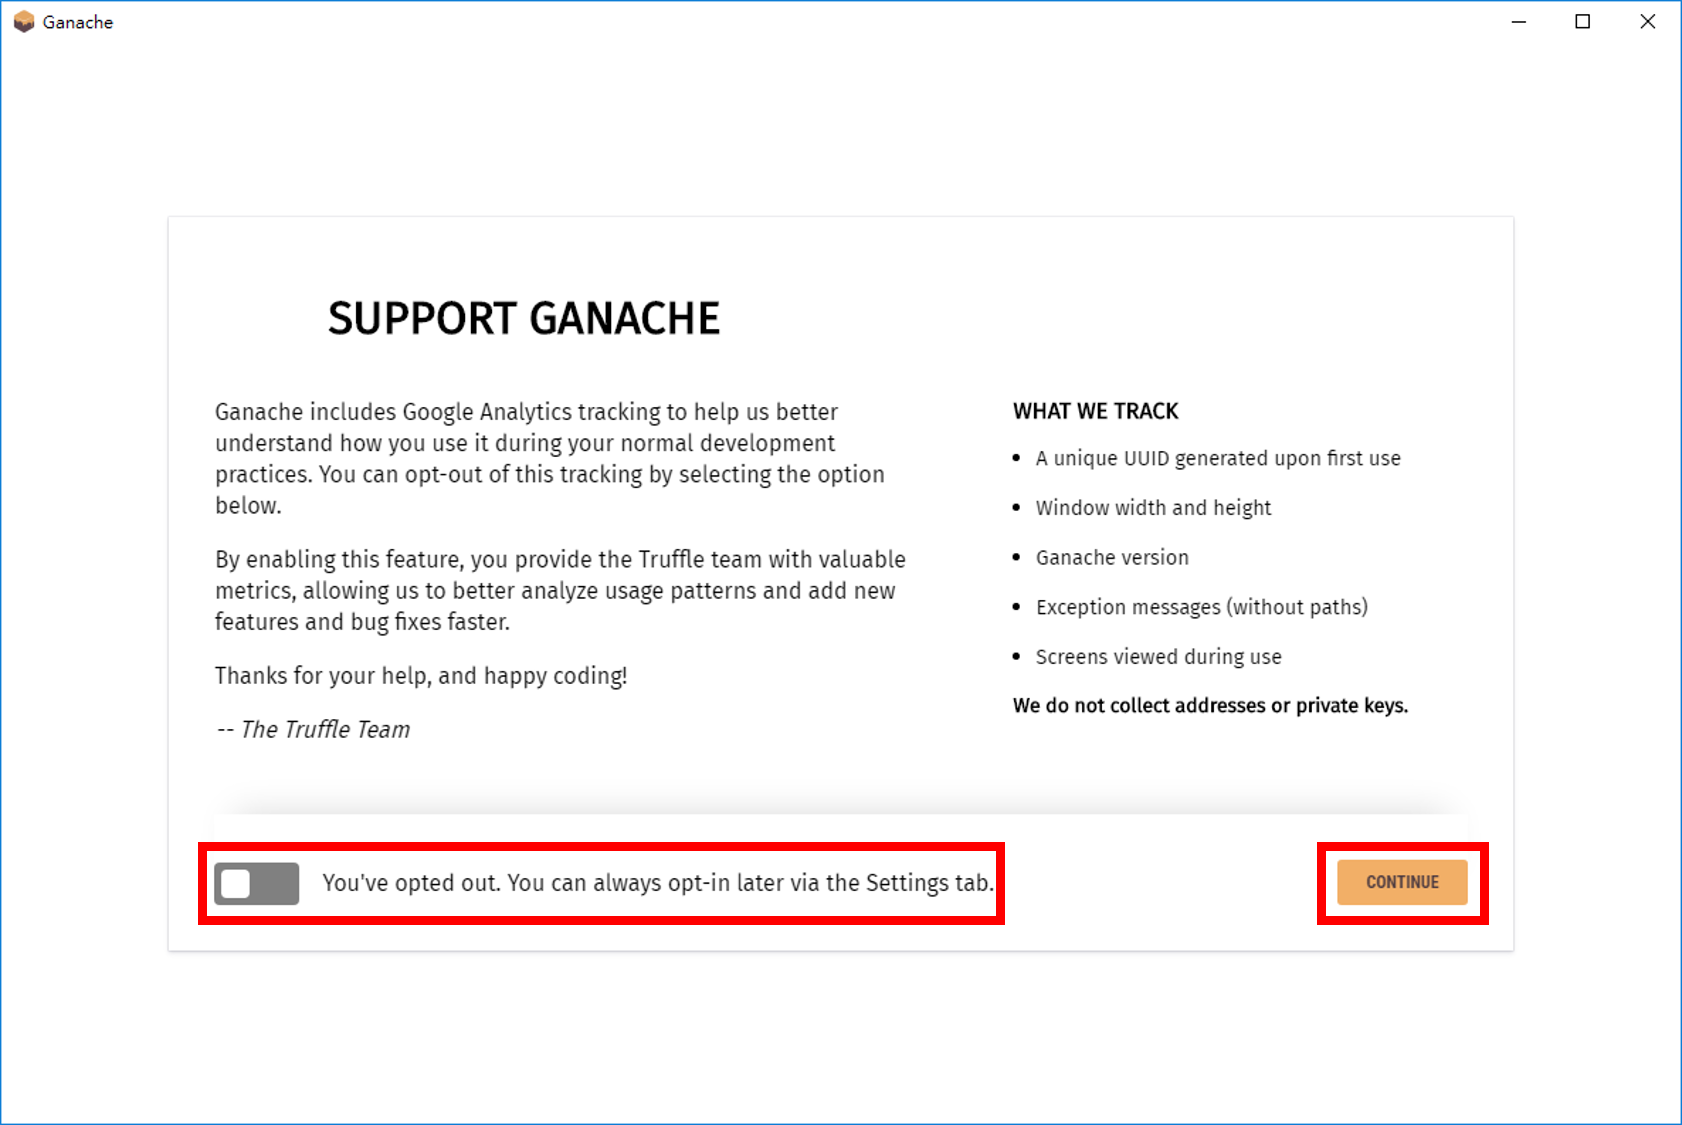 Ganache
SUPPORT GANACHE
Ganache includes Google Analytics tracking to help us better
understand how you use it during your normal development
practices. You can opt-out of this tracking by selecting the option
below.
By enabling this feature, you provide the Truffle team with valuable
metrics, allowing us to better analyze usage patterns and add new
features and bug fixes faster.
Thanks for your help, and happy coding!
-- The Truffle Team
WHAT WE TRACK
• A unique UUID generated upon first use
• Window width and height
• Ganache version
• Exception messages (without paths)
• Screens viewed during use
We do not collect addresses or private keys.
You've opted out. You can always opt-in later via the Settings tab.
CONTINUE